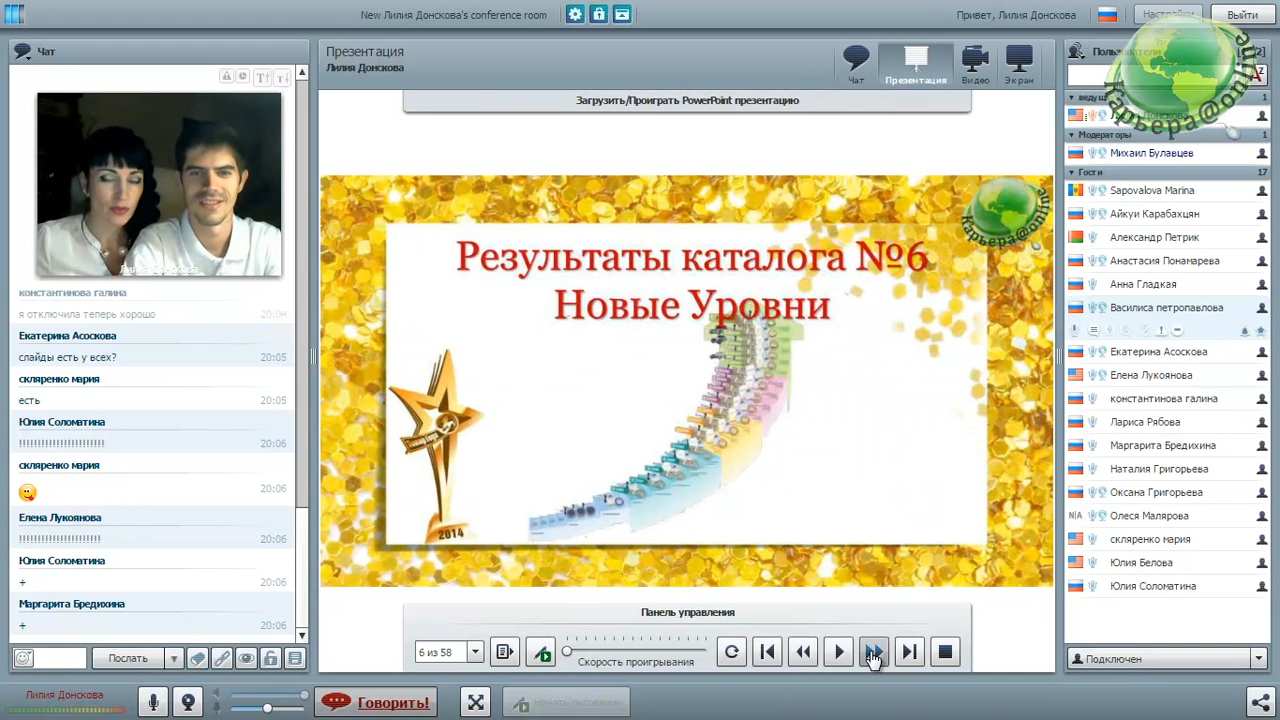 New Лилия Донскова's conference room
Привет, Лилия Донскова
Настройки
Выйти
Чат
константинова галина
я отключила теперь хорошо 20:04
Екатерина Асоскова
слайды есть у всех? 20:05
скляренко мария
есть 20:05
Юлия Соломатина
!!!!!!!!!!!!!!!!!!!!!! 20:06
скляренко мария
20:06
Елена Лукоянова
!!!!!!!!!!!!!!!!!!!!! 20:06
Юлия Соломатина
+ 20:06
Маргарита Бредихина
+ 20:06
Послать
Презентация
Лилия Донскова
Чат
Презентация
Видео
Экран
Загрузить/Проиграть PowerPoint презентацию
Карьера@online
Результаты каталога №6
Новые Уровни
2014
Панель управления
6 из 58
Скорость проигрывания
Пользователи
Карьера@online
1
Лилия Донскова
Модераторы 1
Михаил Булавцев
Гости 17
Sapovalova Marina
Айкуи Карабахцян
Александр Петрик
Анастасия Понамарева
Анна Гладкая
Василиса петропавлова
Екатерина Асоскова
Елена Лукоянова
константинова галина
Лариса Рябова
Маргарита Бредихина
Наталия Григорьева
Оксана Григорьева
N/A Олеся Малярова
скляренко мария
Юлия Белова
Юлия Соломатина
Подключен
Лилия Донскова
Говорить!